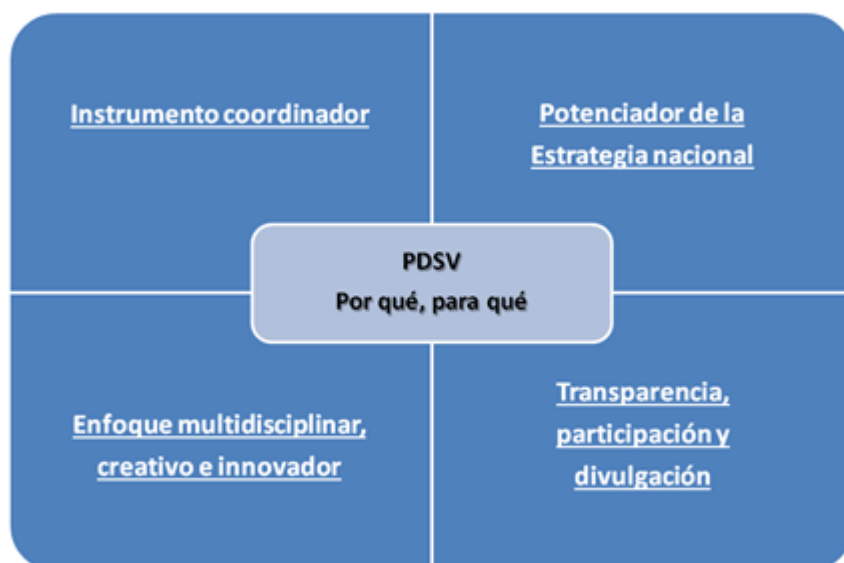 Instrumento coordinador
Potenciador de la
Estrategia nacional
PDSV
Por qué, para qué
Enfoque multidisciplinar,
creativo e innovador
Transparencia,
participación y
divulgación